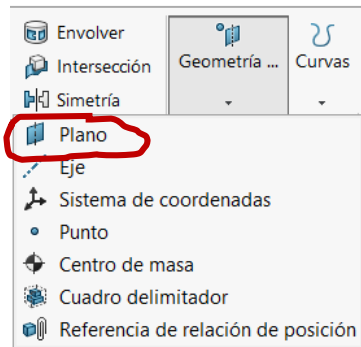 Envolver
Intersección
Simetría
Geometría ...
Curvas
Plano
Eje
Sistema de coordenadas
Punto
Centro de masa
Cuadro delimitador
Referencia de relación de posición